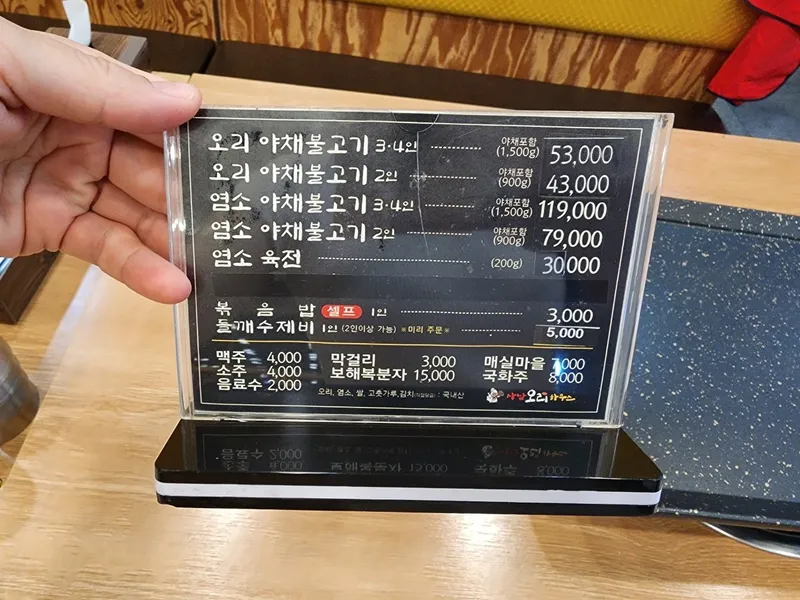 오리 야채불고기 3·4인 야채포함 (1,500g) 53,000
오리 야채불고기 2인 야채포함 (900g) 43,000
염소 야채불고기 3·4인 야채포함 (1,500g) 119,000
염소 야채불고기 2인 야채포함 (900g) 79,000
염소 육전 (200g) 30,000
볶음밥 셀프 1인 3,000
들깨수제비 1인 (2인이상 가능) ※미리 주문※ 5,000
맥주 4,000 막걸리 3,000 매실마을 7,000
소주 4,000 보해복분자 15,000 국화주 8,000
음료수 2,000 오리, 염소, 쌀, 고춧가루,김치 : 국내산 오리하우스